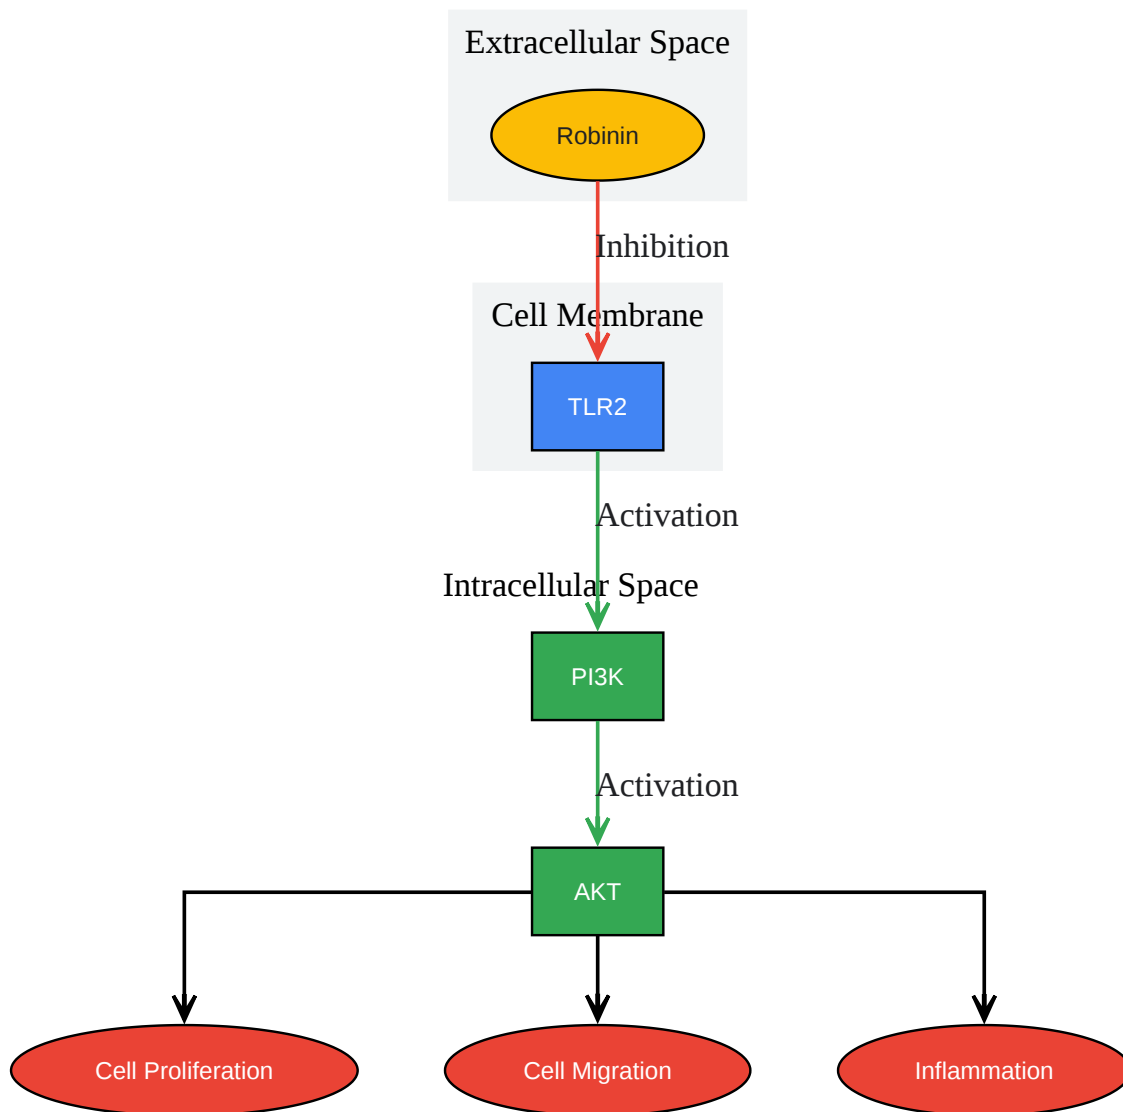 Extracellular Space
Robinin
Inhibition
Cell Membrane
TLR2
Activation
Intracellular Space
PI3K
Activation
AKT
Cell Proliferation
Cell Migration
Inflammation